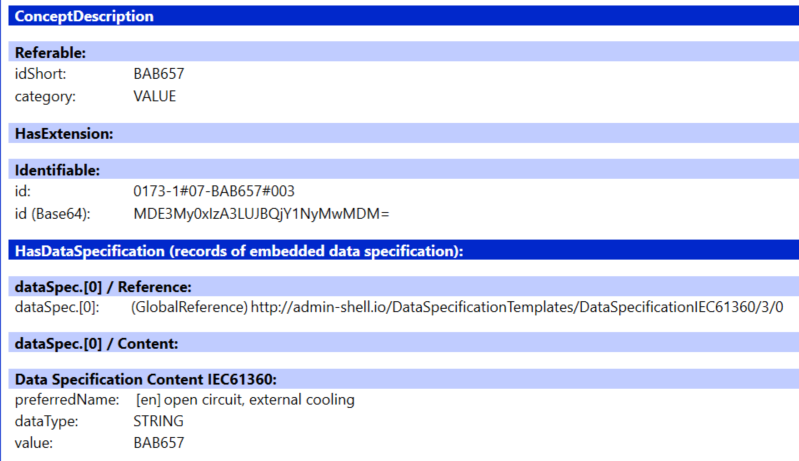 ConceptDescription
Referable:
idShort: BAB657
category: VALUE
HasExtension:
Identifiable:
id: 0173-1#07-BAB657#003
id (Base64): MDE3My0xIzA3LUJBQjY1NyMwMDM=
HasDataSpecification (records of embedded data specification):
dataSpec.[0] / Reference:
dataSpec.[0]: (GlobalReference) http://admin-shell.io/DataSpecificationTemplates/DataSpecificationIEC61360/3/0
dataSpec.[0] / Content:
Data Specification Content IEC61360:
preferredName: [en] open circuit, external cooling
dataType: STRING
value: BAB657